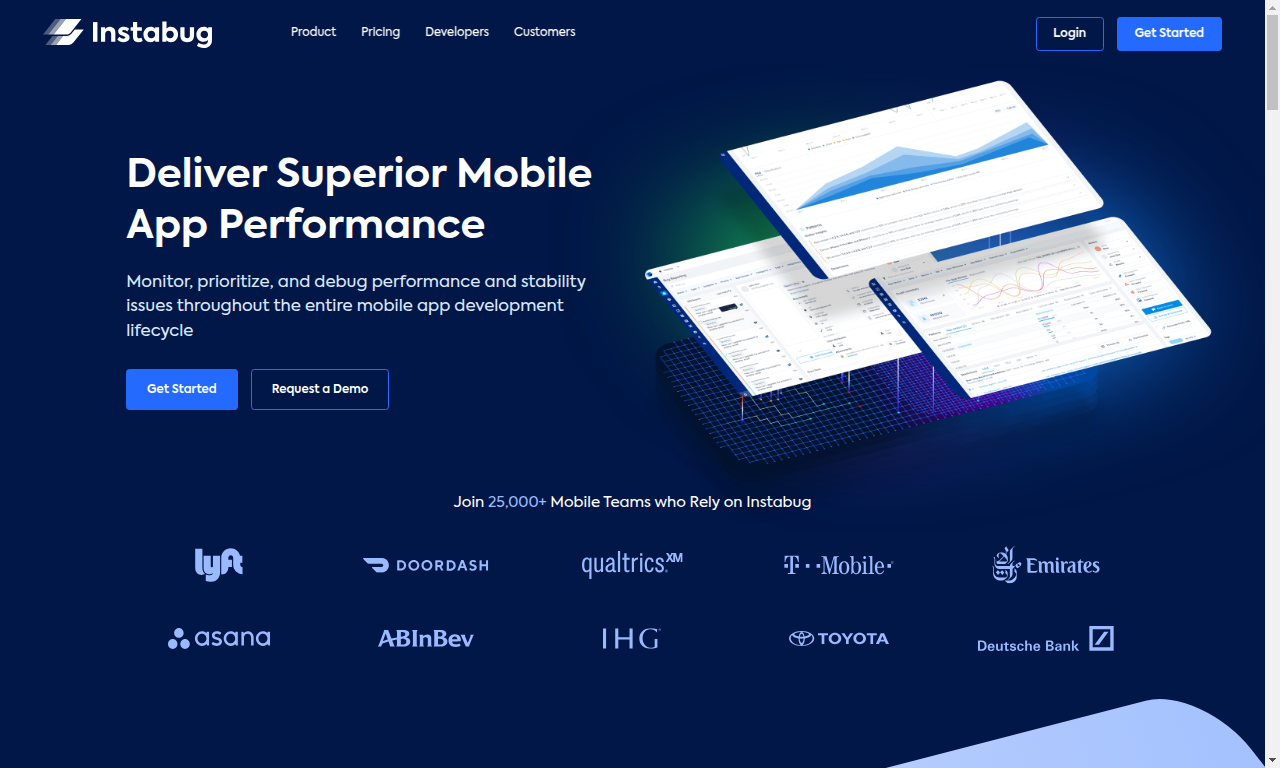 Instabug
Product Pricing Developers Customers
Login
Get Started
Deliver Superior Mobile
App Performance
Monitor, prioritize, and debug performance and stability
issues throughout the entire mobile app development
lifecycle
Get Started
Request a Demo
Join 25,000+ Mobile Teams who Rely on Instabug
lyft
DOORDASH
qualtrics.XM
T · · Mobile ·
Emirates
asana
ABInBev
IHG
TOYOTA
Deutsche Bank